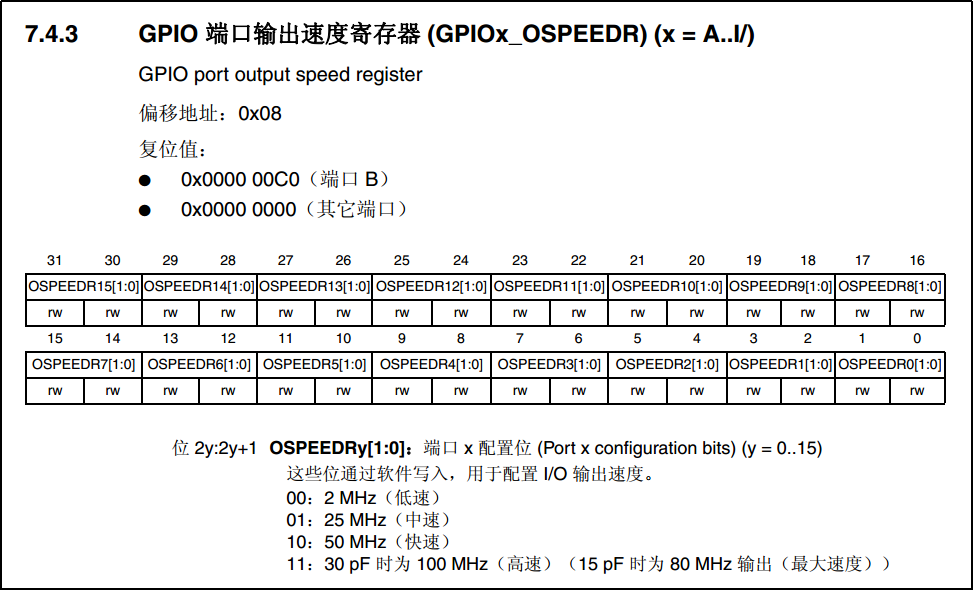 7.4.3 GPIO 端口输出速度寄存器 (GPIOx_OSPEEDR) (x = A..I/)
GPIO port output speed register
偏移地址：0x08
复位值：
● 0x0000 00C0（端口 B）
● 0x0000 0000（其它端口）
31 30 29 28 27 26 25 24 23 22 21 20 19 18 17 16
OSPEEDR15[1:0] OSPEEDR14[1:0] OSPEEDR13[1:0] OSPEEDR12[1:0] OSPEEDR11[1:0] OSPEEDR10[1:0] OSPEEDR9[1:0] OSPEEDR8[1:0]
rw rw rw rw rw rw rw rw rw rw rw rw rw rw rw rw
15 14 13 12 11 10 9 8 7 6 5 4 3 2 1 0
OSPEEDR7[1:0] OSPEEDR6[1:0] OSPEEDR5[1:0] OSPEEDR4[1:0] OSPEEDR3[1:0] OSPEEDR2[1:0] OSPEEDR1[1:0] OSPEEDR0[1:0]
rw rw rw rw rw rw rw rw rw rw rw rw rw rw rw rw
位 2y:2y+1 OSPEEDRy[1:0]：端口 x 配置位 (Port x configuration bits) (y = 0..15)
这些位通过软件写入，用于配置 I/O 输出速度。
00：2 MHz（低速）
01：25 MHz（中速）
10：50 MHz（快速）
11：30 pF 时为 100 MHz（高速）（15 pF 时为 80 MHz 输出（最大速度））